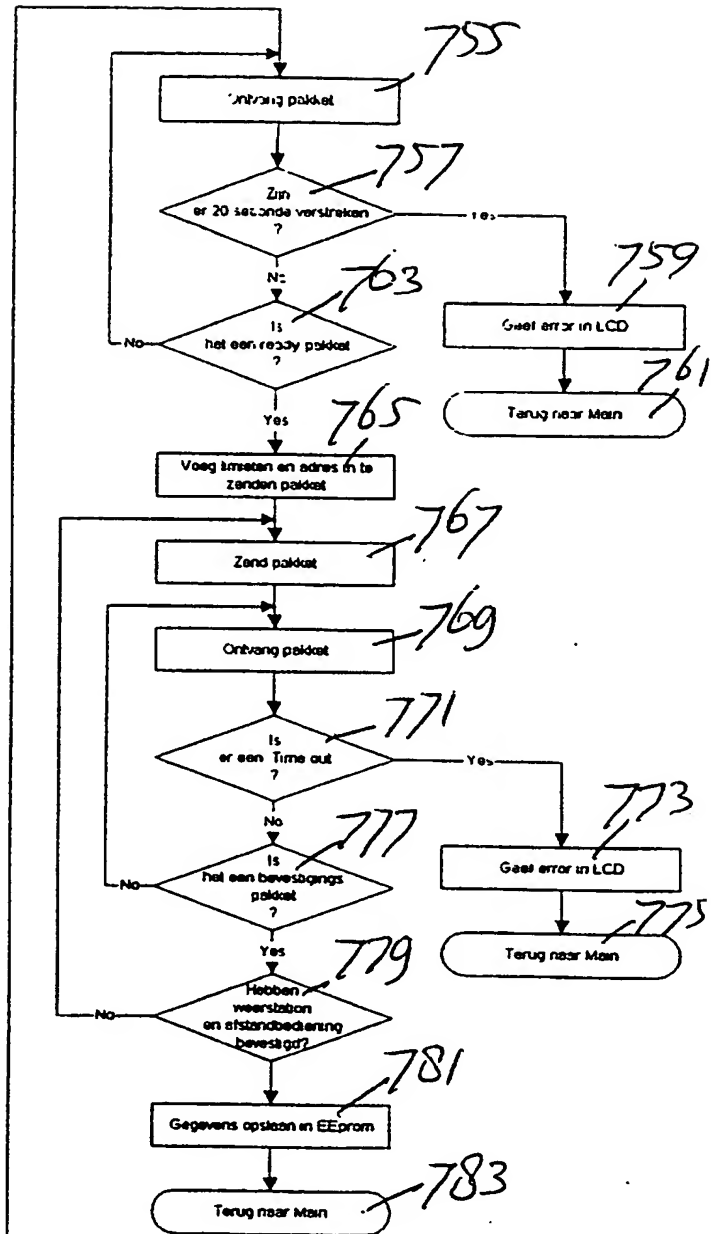 755
Ontvang pakket
757
Zijn
er 20 seconde verstreken
?
Yes
No
763
759
Is
het een ready pakket
?
No
Geef error in LCD
761
Yes
Terug naar Main
765
Voeg limieten en adres in te
zenden pakket
767
Zend pakket
769
Ontvang pakket
771
Is
er een Time out
?
Yes
No
777
773
Is
het een bevestigings
pakket
?
No
Geef error in LCD
775
Yes
Terug naar Main
779
Hebben
weerstation
en afstandbediening
bevestigd?
No
781
Gegevens opslaan in EEprom
783
Terug naar Main